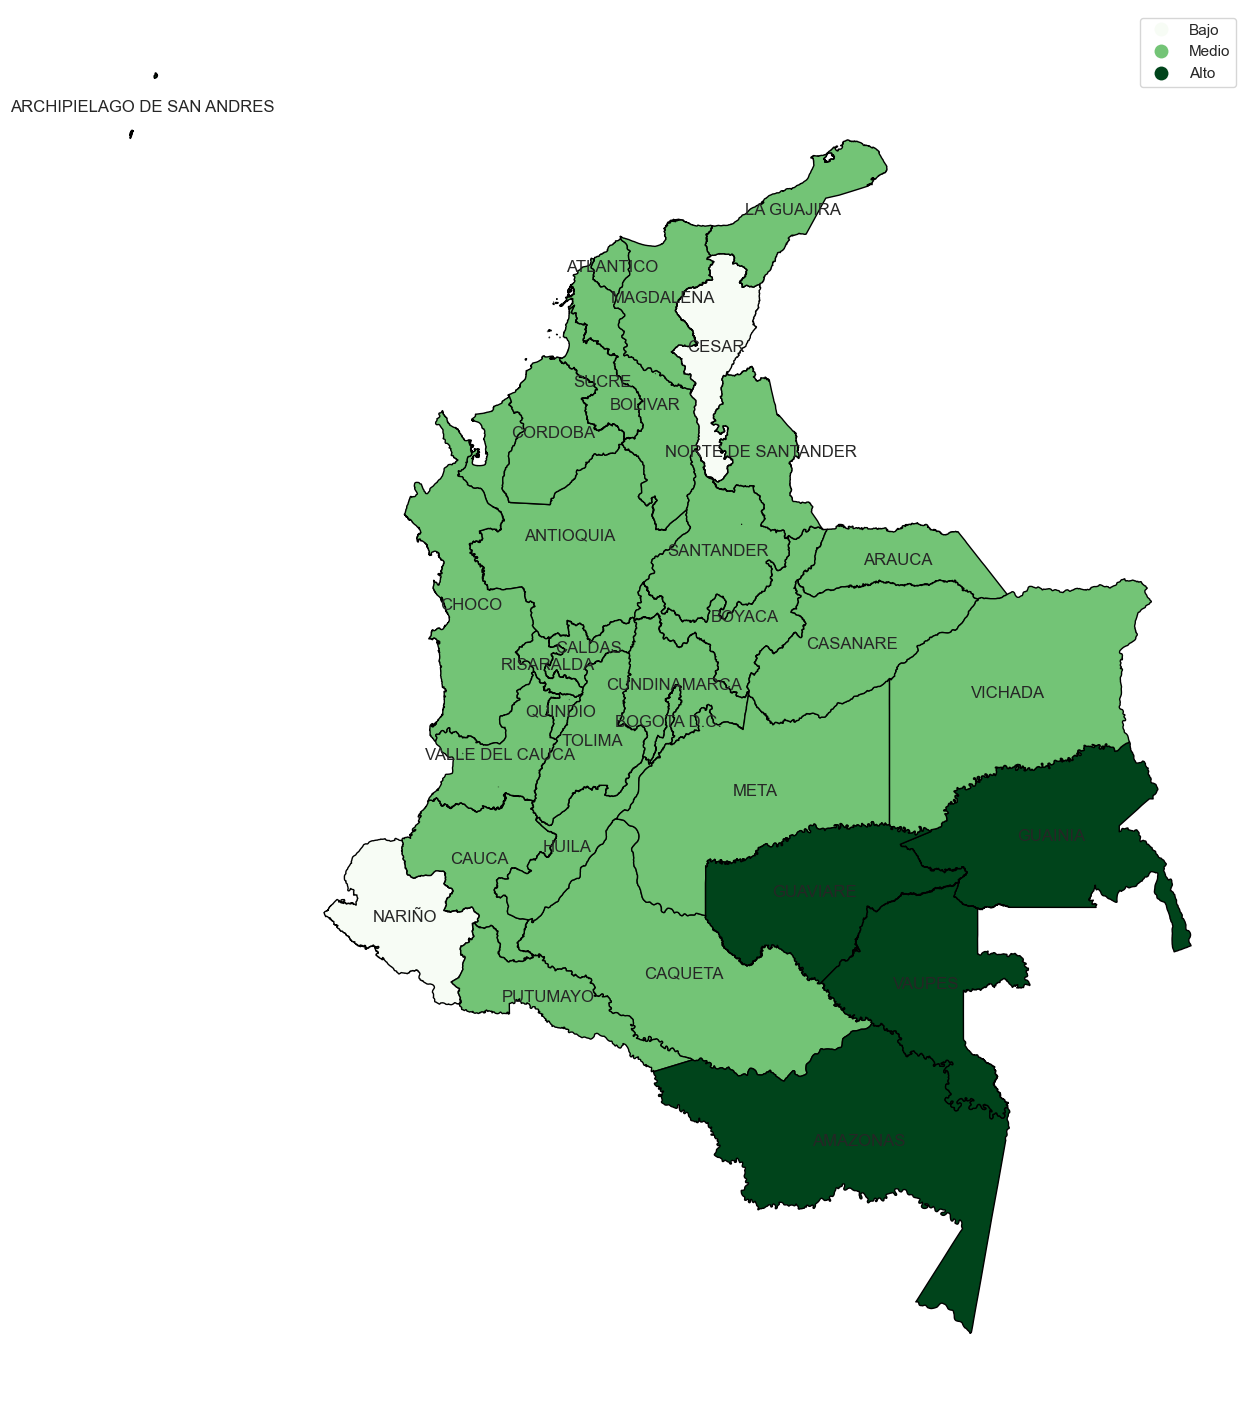 Bajo
Medio
Alto
ARCHIPIELAGO DE SAN ANDRES
LA GUAJIRA
ATLANTICO
MAGDALENA
CESAR
SUCRE
BOLIVAR
CORDOBA
NORTE DE SANTANDER
ANTIOQUIA
SANTANDER
ARAUCA
CHOCO
BOYACA
CASANARE
CALDAS
RISARALDA
CUNDINAMARCA
VICHADA
QUINDIO
BOGOTA D.C.
TOLIMA
VALLE DEL CAUCA
META
GUAINIA
HUILA
CAUCA
GUAVIARE
NARIÑO
CAQUETA
VAUPES
PUTUMAYO
AMAZONAS